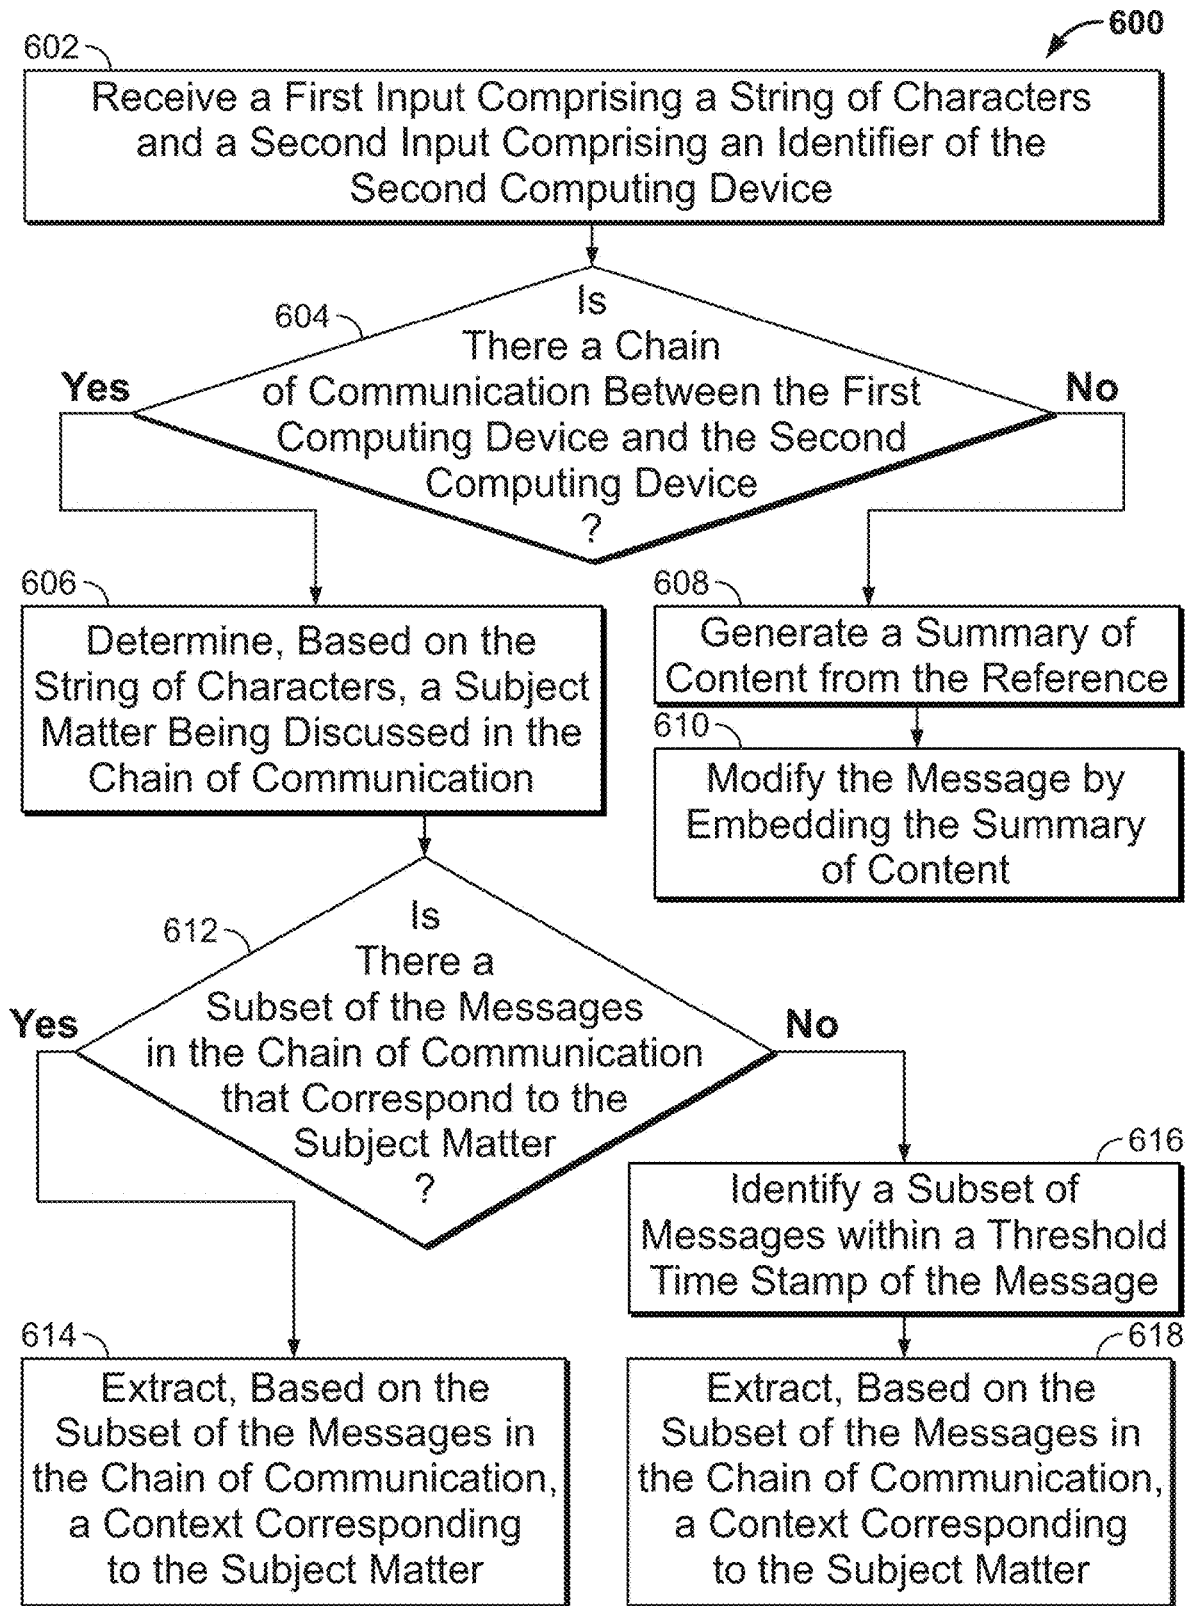 600
602
Receive a First Input Comprising a String of Characters
and a Second Input Comprising an Identifier of the
Second Computing Device
604
Is
There a Chain
of Communication Between the First
Computing Device and the Second
Computing Device
?
Yes
No
606
Determine, Based on the
String of Characters, a Subject
Matter Being Discussed in the
Chain of Communication
608
Generate a Summary of
Content from the Reference
610
Modify the Message by
Embedding the Summary
of Content
612
Is
There a
Subset of the Messages
in the Chain of Communication
that Correspond to the
Subject Matter
?
Yes
No
616
Identify a Subset of
Messages within a Threshold
Time Stamp of the Message
614
Extract, Based on the
Subset of the Messages in
the Chain of Communication,
a Context Corresponding
to the Subject Matter
618
Extract, Based on the
Subset of the Messages in
the Chain of Communication,
a Context Corresponding
to the Subject Matter